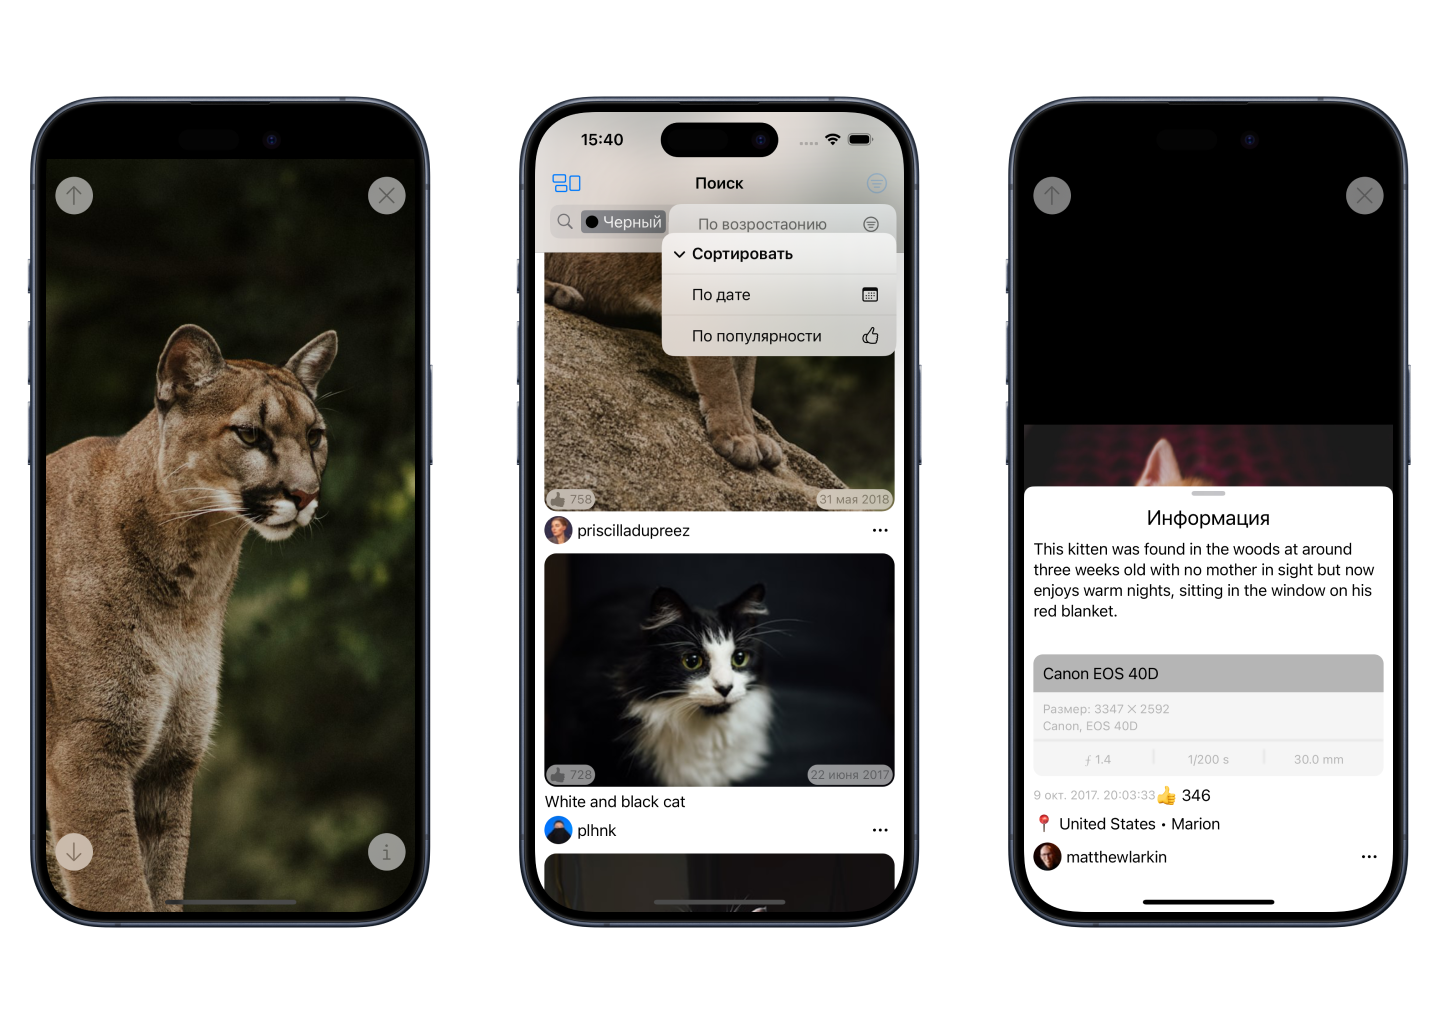 15:40
Поиск
Черный
По возростаонию
Сортировать
По дате
По популярности
758
31 мая 2018
priscilladupreez
728
22 июня 2017
White and black cat
plhnk
Информация
This kitten was found in the woods at around
three weeks old with no mother in sight but now
enjoys warm nights, sitting in the window on his
red blanket.
Canon EOS 40D
Размер: 3347 × 2592
Canon, EOS 40D
ƒ 1.4
1/200 s
30.0 mm
9 окт. 2017. 20:03:33 👍 346
📍 United States • Marion
matthewlarkin